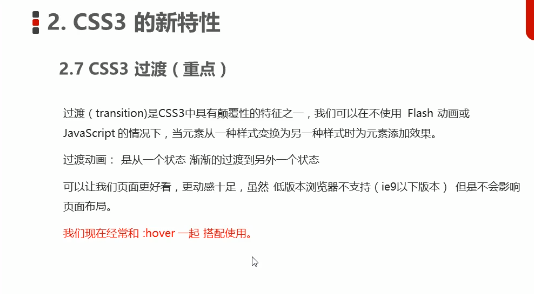 2. CSS3 的新特性
2.7 CSS3 过渡（重点）
过渡（transition)是CSS3中具有颠覆性的特征之一，我们可以在不使用 Flash 动画或
JavaScript 的情况下，当元素从一种样式变换为另一种样式时为元素添加效果。
过渡动画： 是从一个状态 渐渐的过渡到另外一个状态
可以让我们页面更好看，更动感十足，虽然 低版本浏览器不支持（ie9以下版本） 但是不会影响
页面布局。
我们现在经常和 :hover 一起 搭配使用。